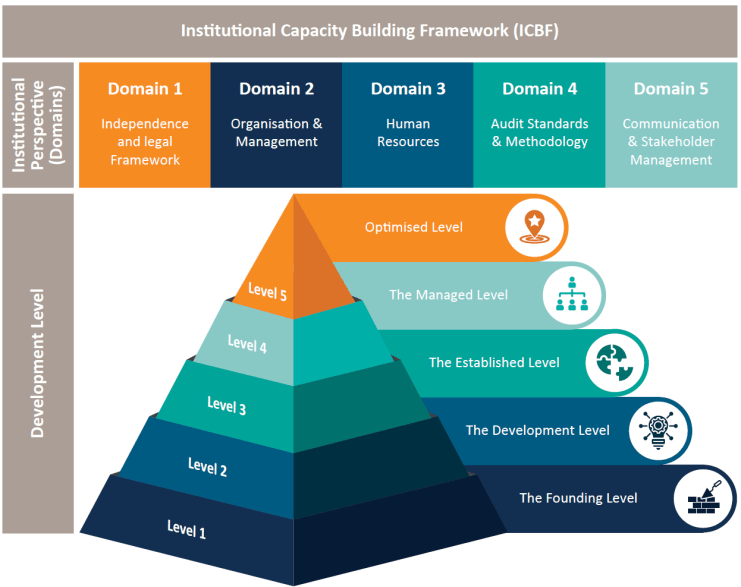 Institutional Capacity Building Framework (ICBF)
Institutional
Perspective
(Domains)
Domain 1
Independence
and legal
Framework
Domain 2
Organisation &
Management
Domain 3
Human
Resources
Domain 4
Audit Standards
& Methodology
Domain 5
Communication
& Stakeholder
Management
Development Level
Level 5
Optimised Level
Level 4
The Managed Level
Level 3
The Established Level
Level 2
The Development Level
Level 1
The Founding Level